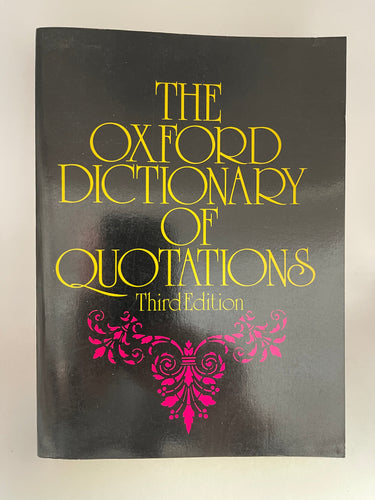 THE
OXFORD
DICTIONARY
OF
QUOTATIONS
Third Edition